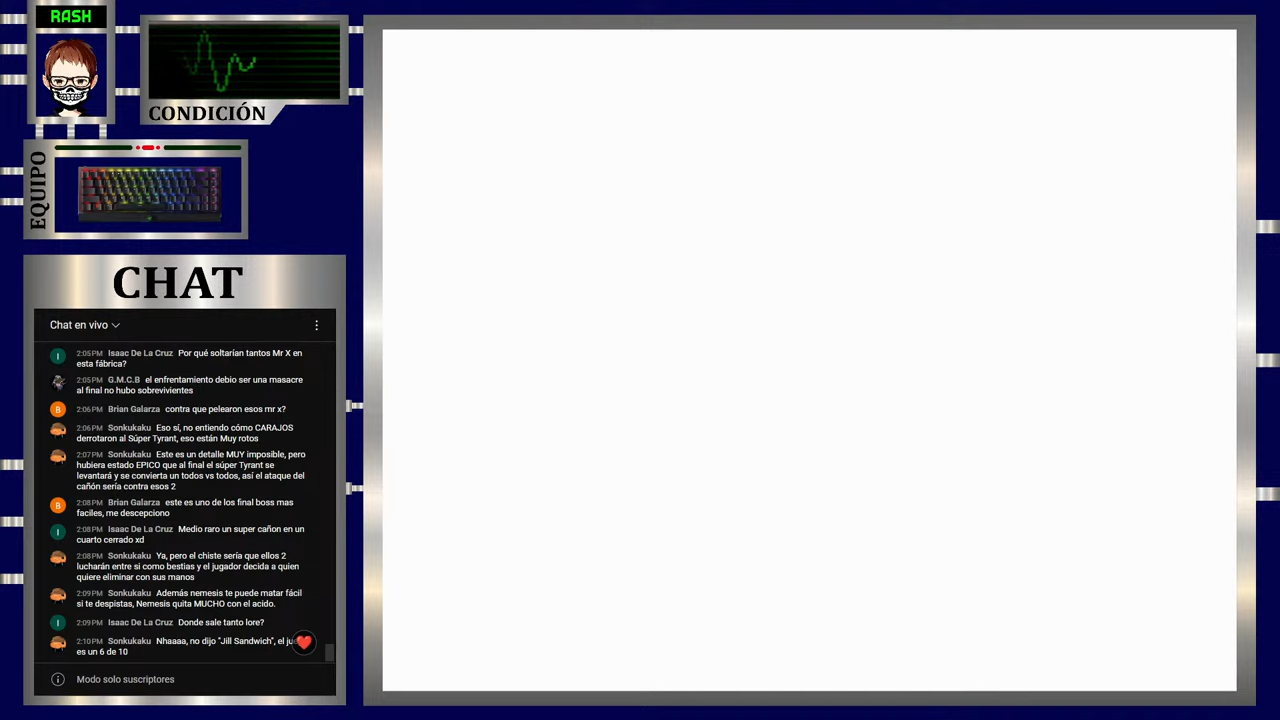 RASH
CONDICIÓN
EQUIPO
CHAT
Chat en vivo
2:05PM Isaac De La Cruz Por qué soltarían tantos Mr X en
esta fábrica?
2:05PM G.M.C.B el enfrentamiento debio ser una masacre
al final no hubo sobrevivientes
B 2:06PM Brian Galarza contra que pelearon esos mr x?
2:06PM Sonkukaku Eso sí, no entiendo cómo CARAJOS
derrotaron al Súper Tyrant, eso están Muy rotos
2:07PM Sonkukaku Este es un detalle MUY imposible, pero
hubiera estado EPICO que al final el súper Tyrant se
levantará y se convierta un todos vs todos, así el ataque del
cañón sería contra esos 2
B 2:08PM Brian Galarza este es uno de los final boss mas
faciles, me descepciono
I 2:08PM Isaac De La Cruz Medio raro un super cañon en un
cuarto cerrado xd
2:08PM Sonkukaku Ya, pero el chiste sería que ellos 2
lucharán entre si como bestias y el jugador decida a quien
quiere eliminar con sus manos
2:09PM Sonkukaku Además nemesis te puede matar fácil
si te despistas, Nemesis quita MUCHO con el acido.
I 2:09PM Isaac De La Cruz Donde sale tanto lore?
2:10PM Sonkukaku Nhaaaa, no dijo "Jill Sandwich", el
es un 6 de 10
Modo solo suscriptores